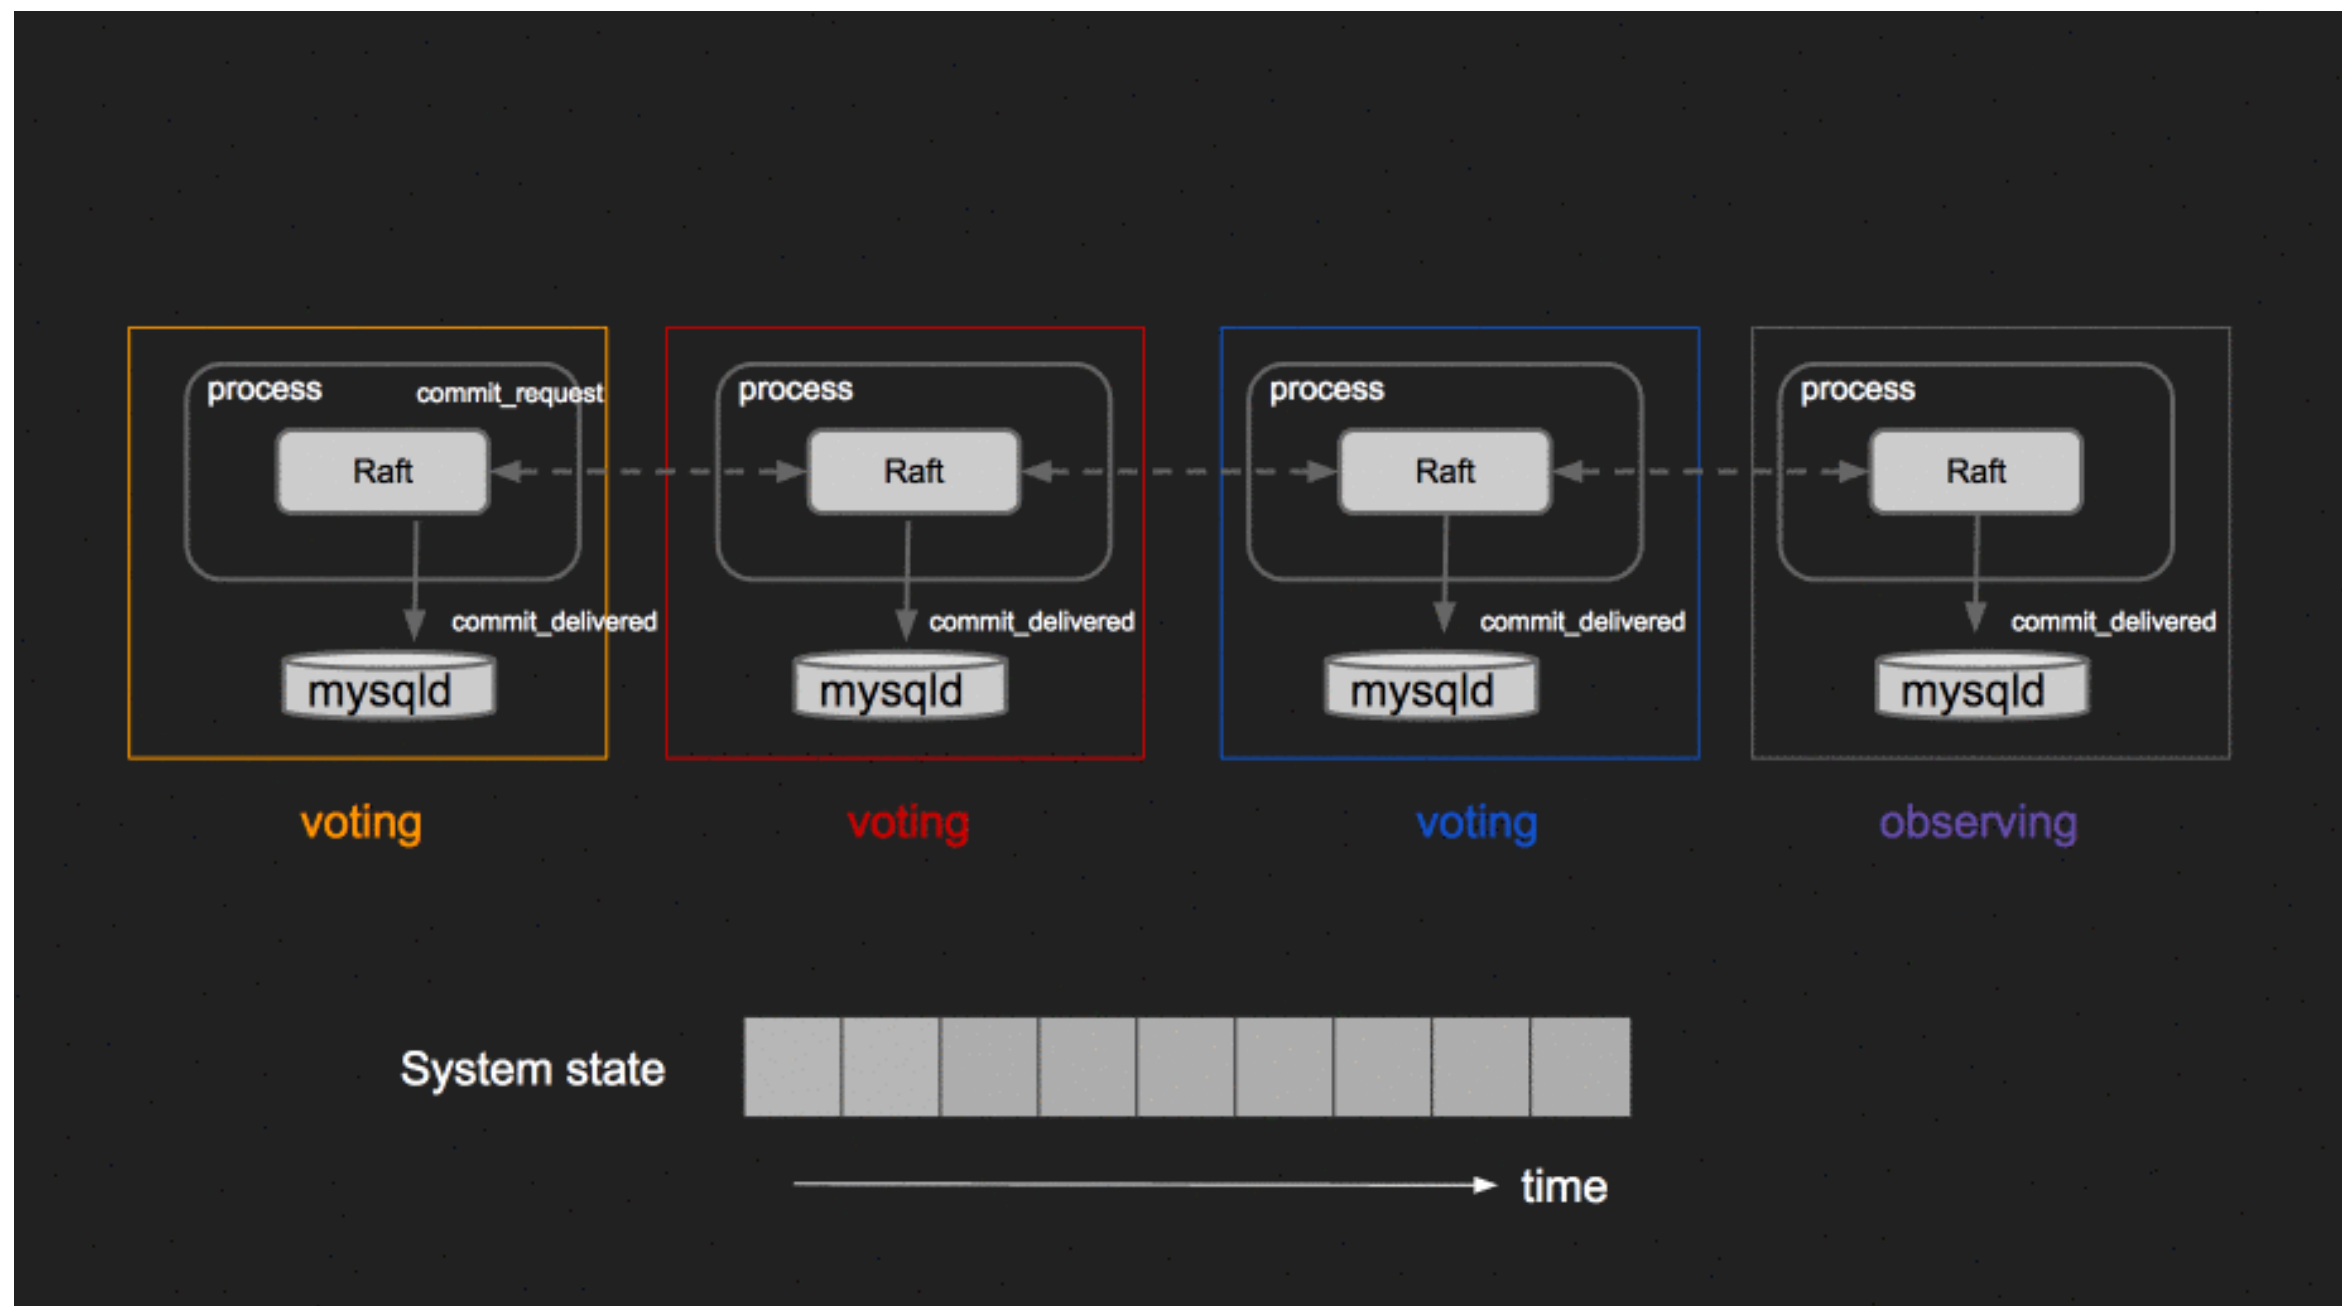 process
commit_request
process
process
process
Raft
Raft
Raft
Raft
commit_delivered
commit_delivered
commit_delivered
commit_delivered
mysqld
mysqld
mysqld
mysqld
voting
voting
voting
observing
System state
time